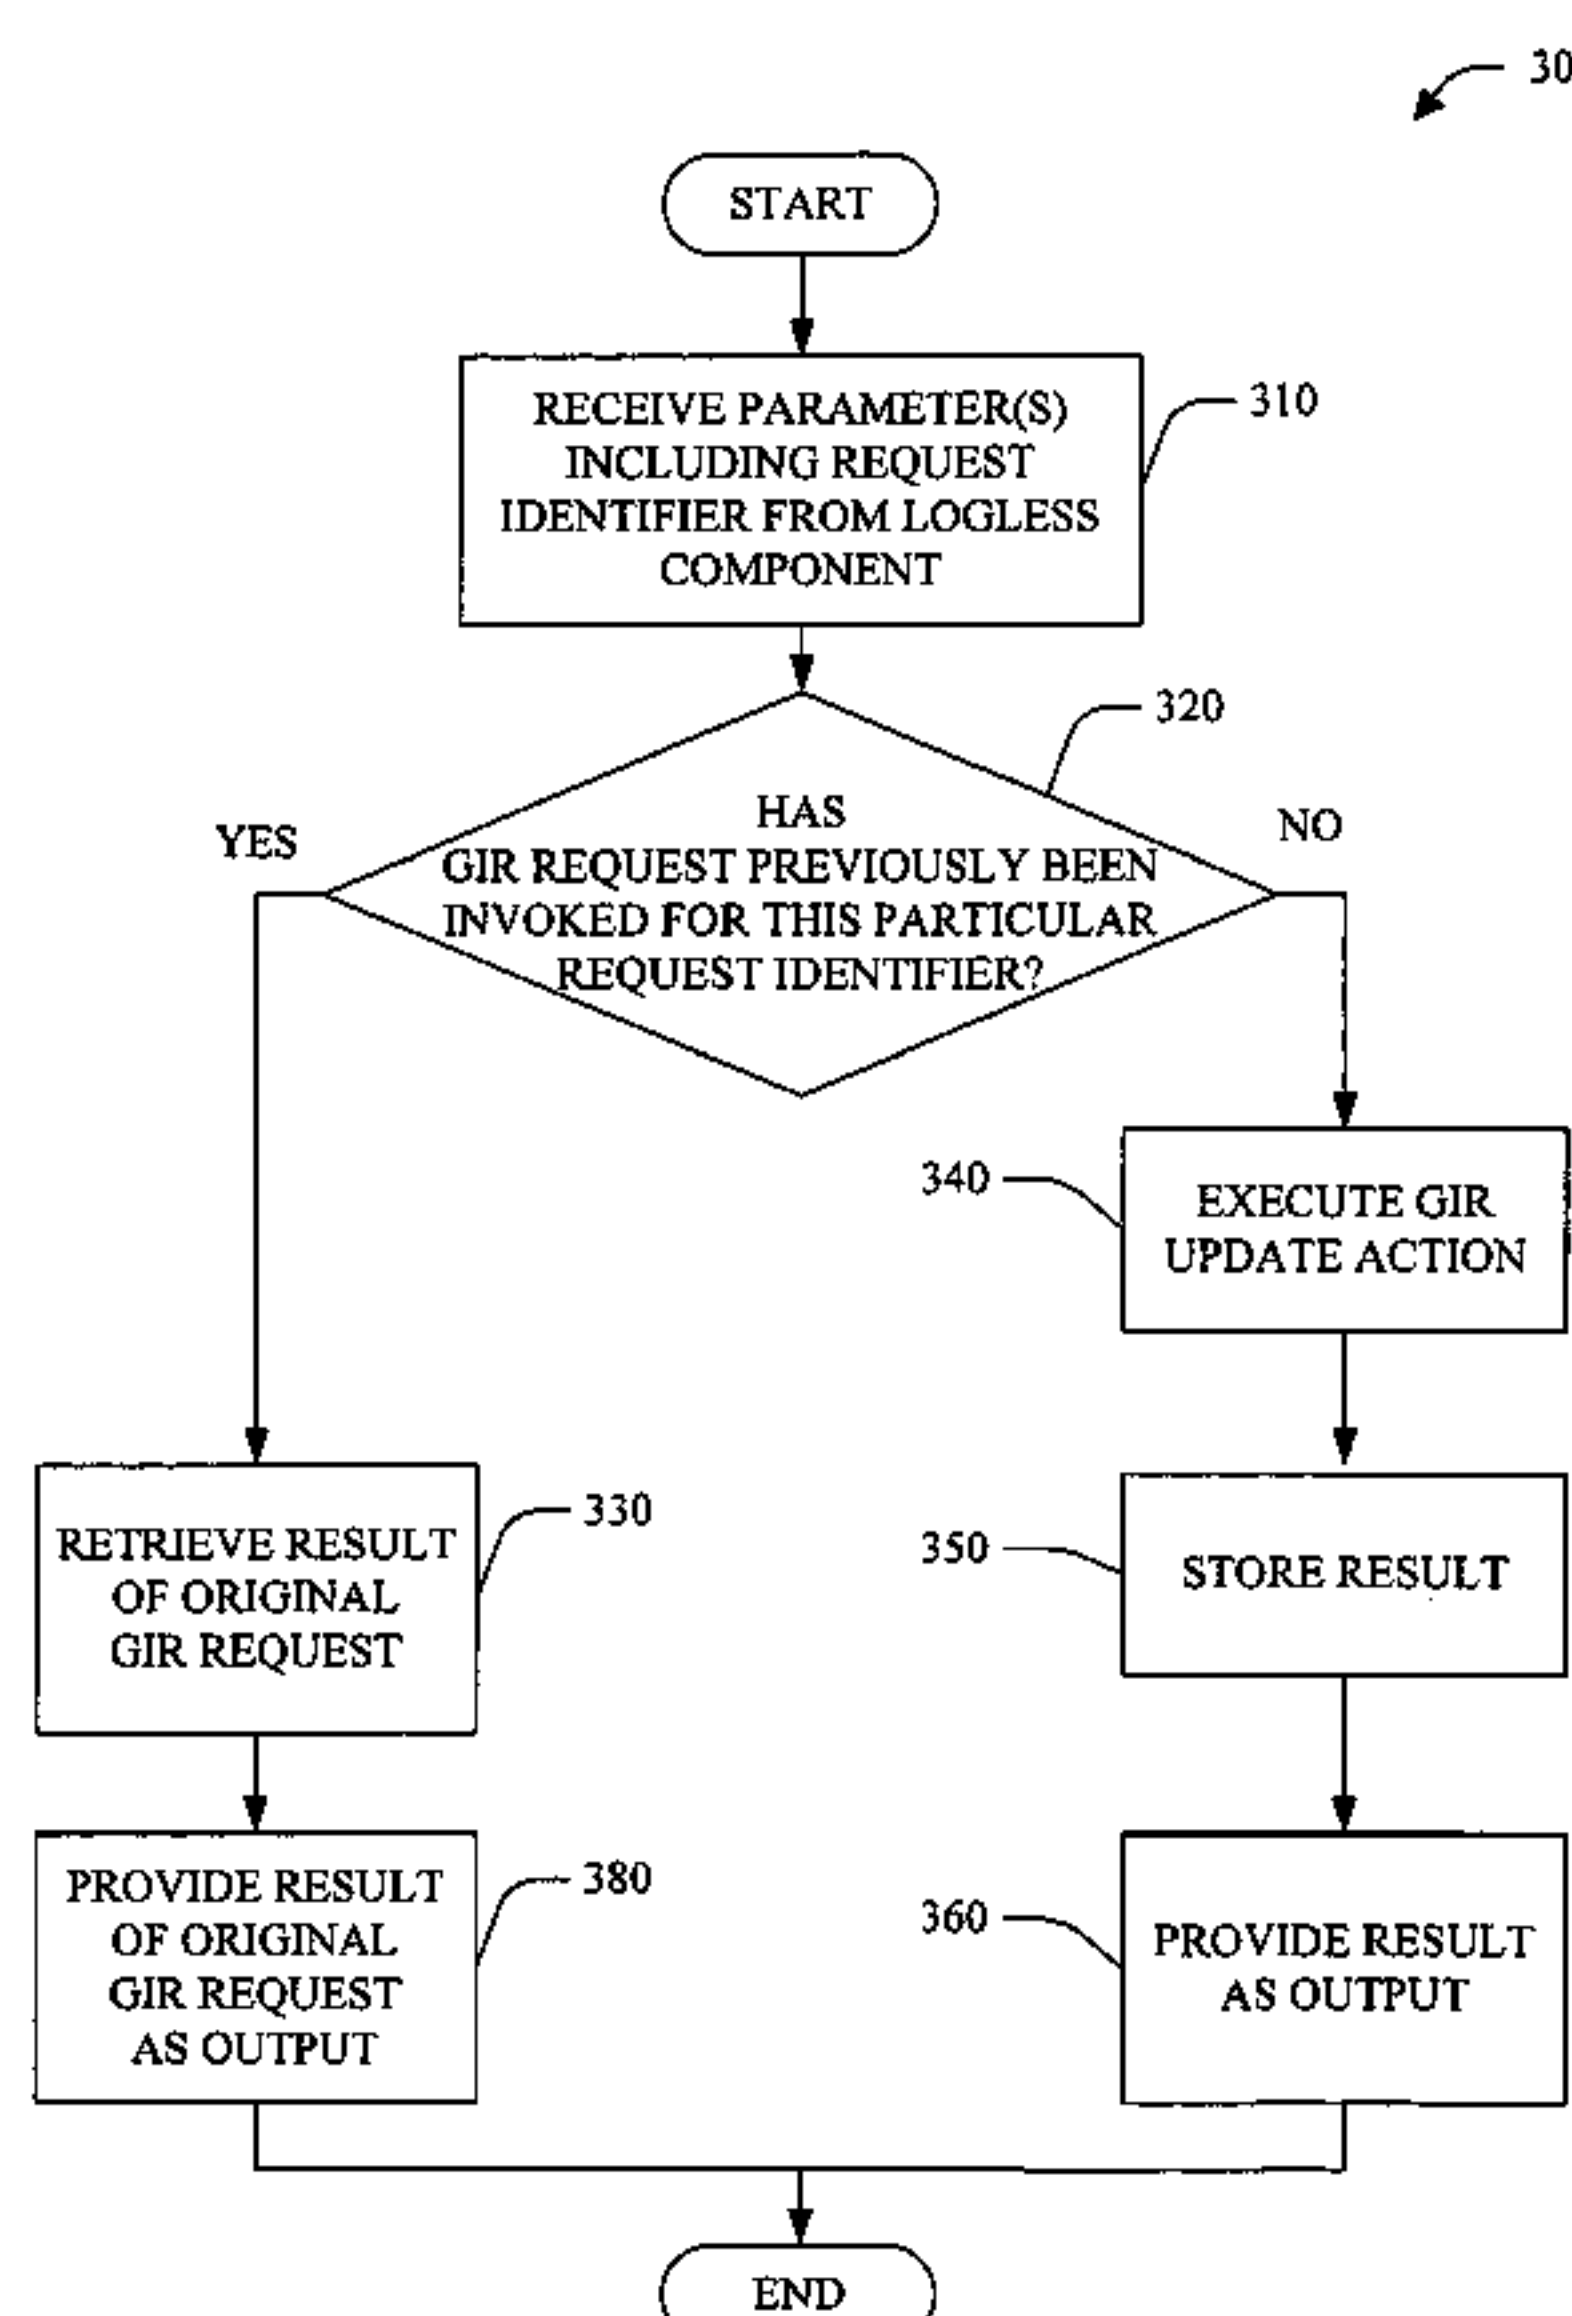 30
START
RECEIVE PARAMETER(S)
INCLUDING REQUEST
IDENTIFIER FROM LOGLESS
COMPONENT
310
320
YES
NO
HAS
GIR REQUEST PREVIOUSLY BEEN
INVOKED FOR THIS PARTICULAR
REQUEST IDENTIFIER?
340
EXECUTE GIR
UPDATE ACTION
RETRIEVE RESULT
OF ORIGINAL
GIR REQUEST
330
350
STORE RESULT
PROVIDE RESULT
OF ORIGINAL
GIR REQUEST
AS OUTPUT
380
360
PROVIDE RESULT
AS OUTPUT
END